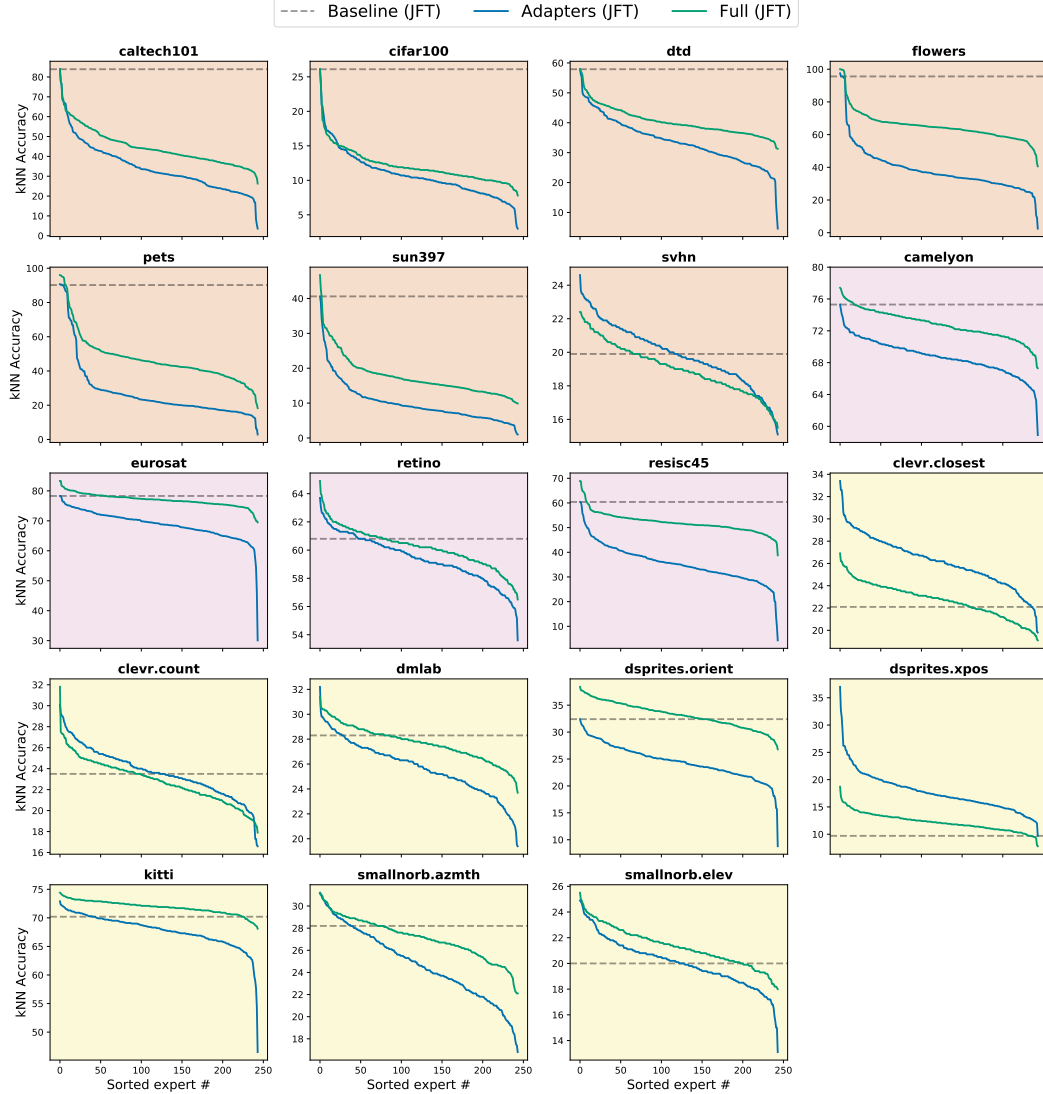 Baseline (JFT) Adapters (JFT) Full (JFT)
caltech101 cifar100 dtd flowers
kNN Accuracy
80 70 60 50 40 30 20 10 0
25 20 15 10 5
60 50 40 30 20 10
100 80 60 40 20 0
pets sun397 svhn camelyon
kNN Accuracy
100 80 60 40 20 0
40 30 20 10 0
24 22 20 18 16
80 76 72 68 64 60
eurosat retino resisc45 clevr.closest
kNN Accuracy
80 70 60 50 40 30
64 62 60 58 56 54
70 60 50 40 30 20 10
34 32 30 28 26 24 22 20
clevr.count dmlab dsprites.orient dsprites.xpos
kNN Accuracy
32 30 28 26 24 22 20 18 16
32 30 28 26 24 22 20
35 30 25 20 15 10
35 30 25 20 15 10
kitti smallnorb.azmth smallnorb.elev
kNN Accuracy
75 70 65 60 55 50
30 28 26 24 22 20 18
26 24 22 20 18 16 14
0 50 100 150 200 250
0 50 100 150 200 250
0 50 100 150 200 250
Sorted expert # Sorted expert # Sorted expert #